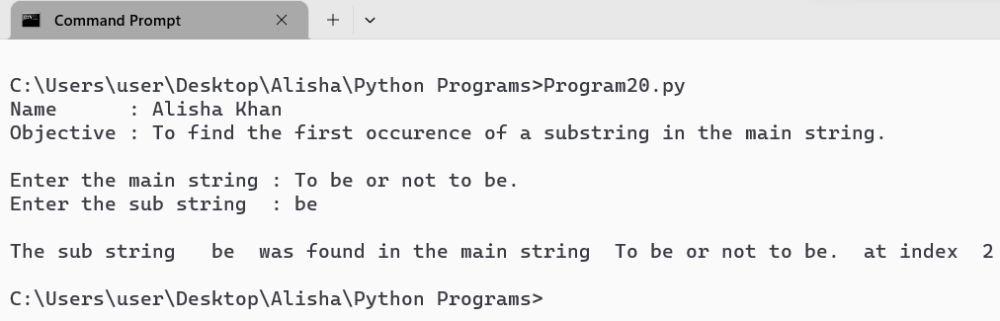 Command Prompt
C:\Users\user\Desktop\Alisha\Python Programs>Program20.py
Name      : Alisha Khan
Objective : To find the first occurence of a substring in the main string.
Enter the main string : To be or not to be.
Enter the sub string  : be
The sub string   be  was found in the main string  To be or not to be.  at index  2
C:\Users\user\Desktop\Alisha\Python Programs>